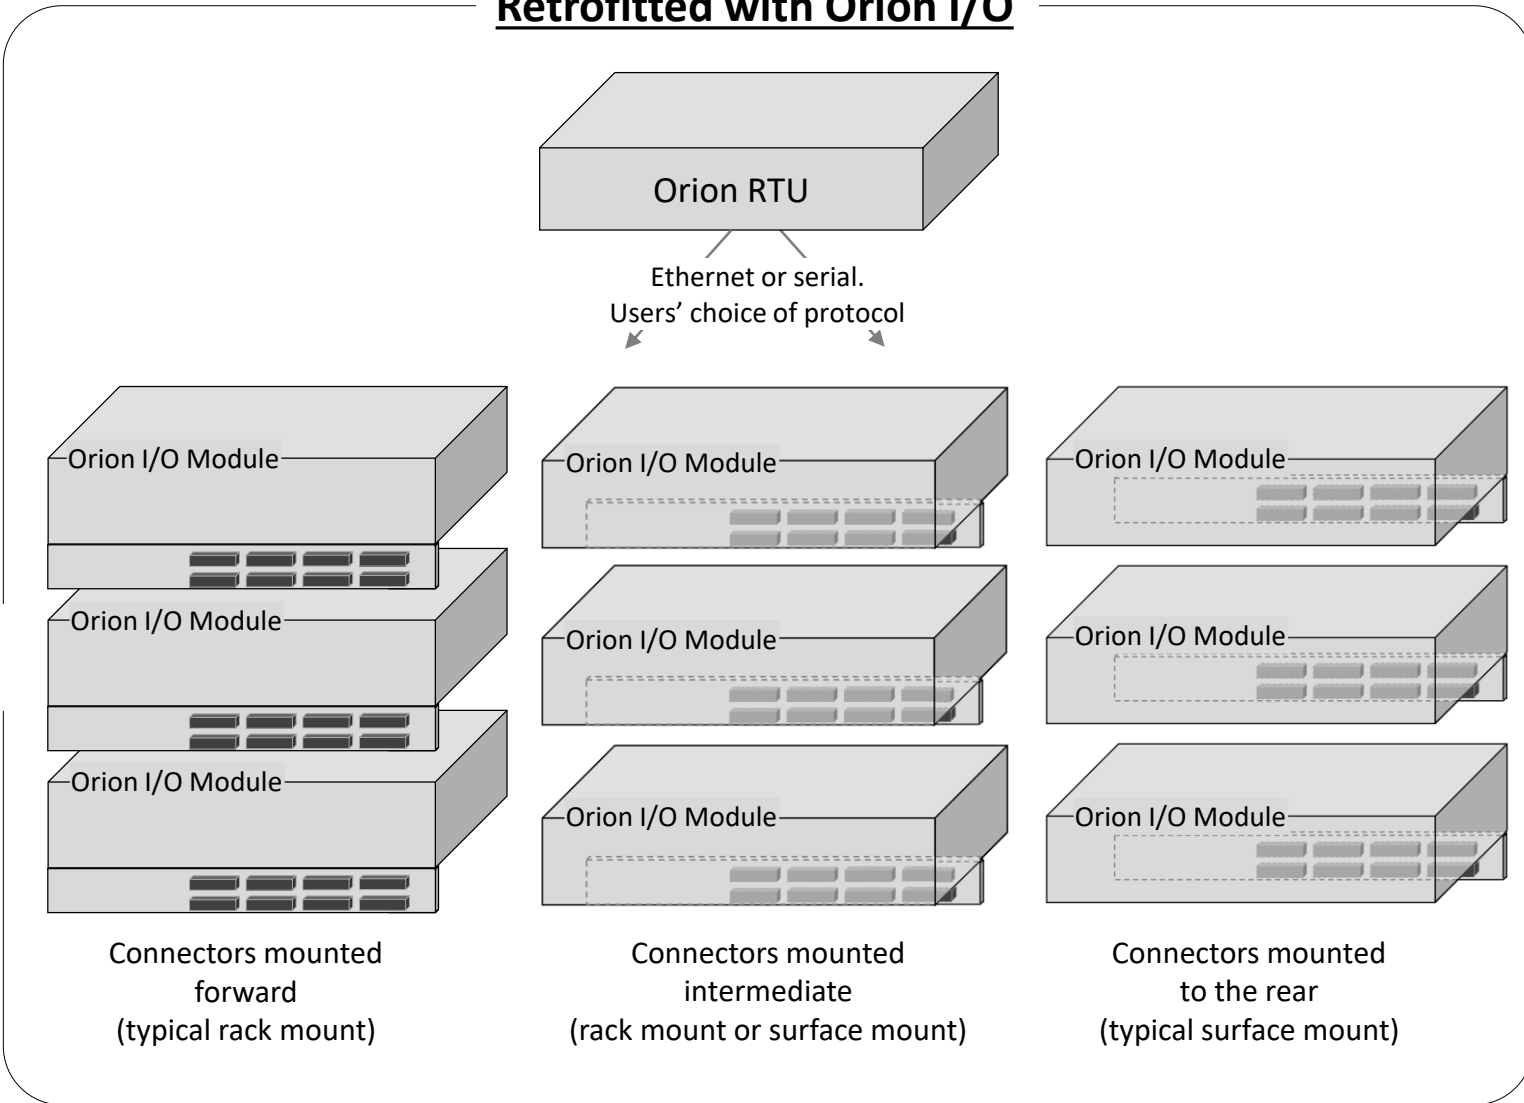 Retrofitted with Orion I/O
Orion RTU
Ethernet or serial.
Users’ choice of protocol
Orion I/O Module
Orion I/O Module
Orion I/O Module
Orion I/O Module
Orion I/O Module
Orion I/O Module
Orion I/O Module
Orion I/O Module
Orion I/O Module
Connectors mounted
forward
(typical rack mount)
Connectors mounted
intermediate
(rack mount or surface mount)
Connectors mounted
to the rear
(typical surface mount)